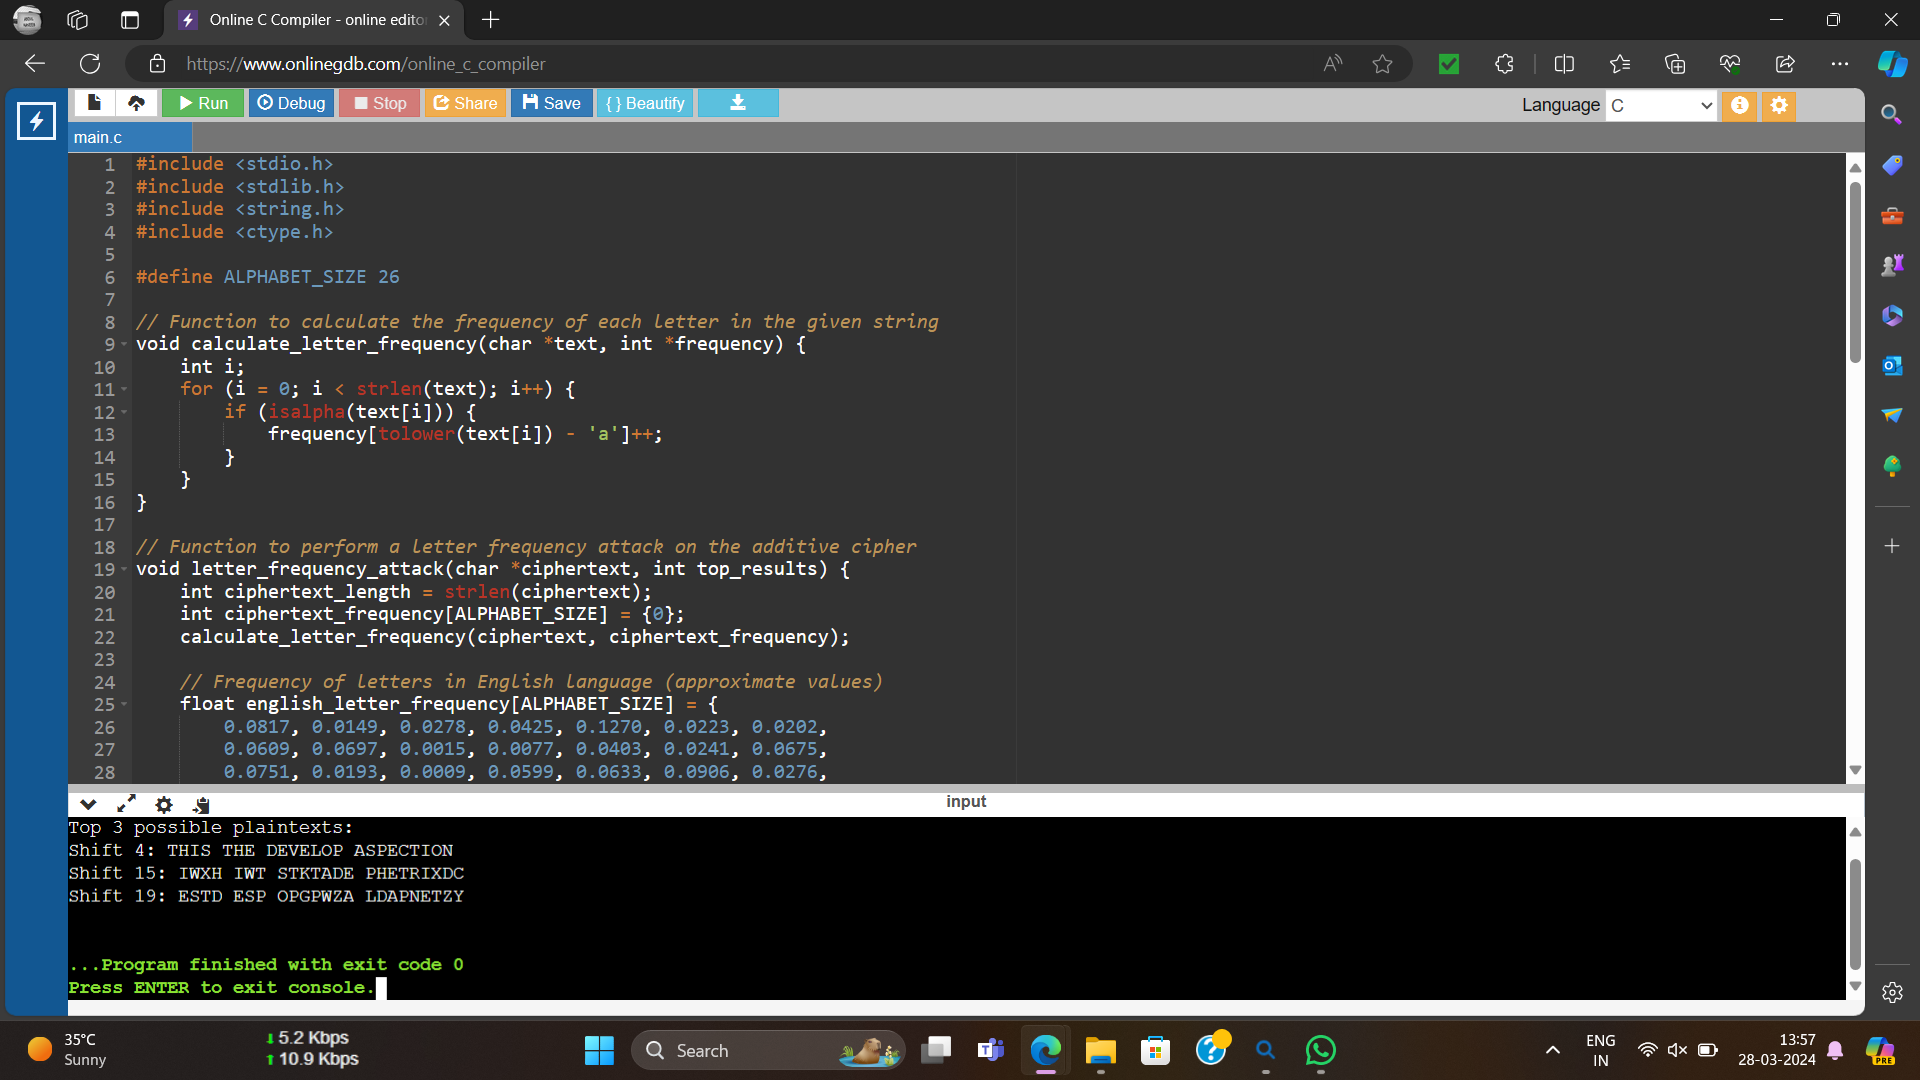 Online C Compiler - online edito
https://www.onlinegdb.com/online_c_compiler
Run Debug Stop Share Save { } Beautify Language C
main.c
1 #include <stdio.h>
2 #include <stdlib.h>
3 #include <string.h>
4 #include <ctype.h>
5
6 #define ALPHABET_SIZE 26
7
8 // Function to calculate the frequency of each letter in the given string
9 void calculate_letter_frequency(char *text, int *frequency) {
10     int i;
11     for (i = 0; i < strlen(text); i++) {
12         if (isalpha(text[i])) {
13             frequency[tolower(text[i]) - 'a']++;
14         }
15     }
16 }
17
18 // Function to perform a letter frequency attack on the additive cipher
19 void letter_frequency_attack(char *ciphertext, int top_results) {
20     int ciphertext_length = strlen(ciphertext);
21     int ciphertext_frequency[ALPHABET_SIZE] = {0};
22     calculate_letter_frequency(ciphertext, ciphertext_frequency);
23
24     // Frequency of letters in English language (approximate values)
25     float english_letter_frequency[ALPHABET_SIZE] = {
26         0.0817, 0.0149, 0.0278, 0.0425, 0.1270, 0.0223, 0.0202,
27         0.0609, 0.0697, 0.0015, 0.0077, 0.0403, 0.0241, 0.0675,
28         0.0751, 0.0193, 0.0009, 0.0599, 0.0633, 0.0906, 0.0276,
input
Top 3 possible plaintexts:
Shift 4: THIS THE DEVELOP ASPECTION
Shift 15: IWXH IWT STKTADE PHETRIXDC
Shift 19: ESTD ESP OPGPWZA LDAPNETZY
...Program finished with exit code 0
Press ENTER to exit console.
35°C
Sunny
5.2 Kbps
10.9 Kbps
Search
ENG
IN
13:57
28-03-2024
PRE